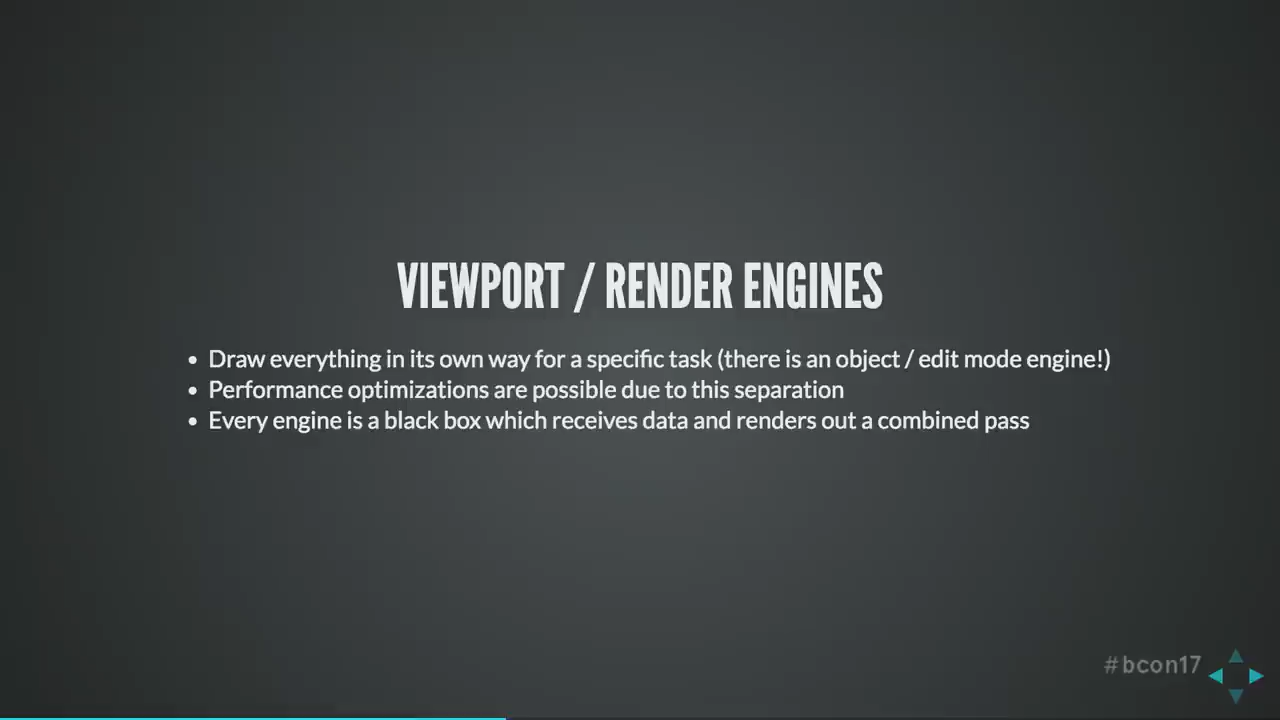 VIEWPORT / RENDER ENGINES
• Draw everything in its own way for a specific task (there is an object / edit mode engine!)
• Performance optimizations are possible due to this separation
• Every engine is a black box which receives data and renders out a combined pass
#bcon17